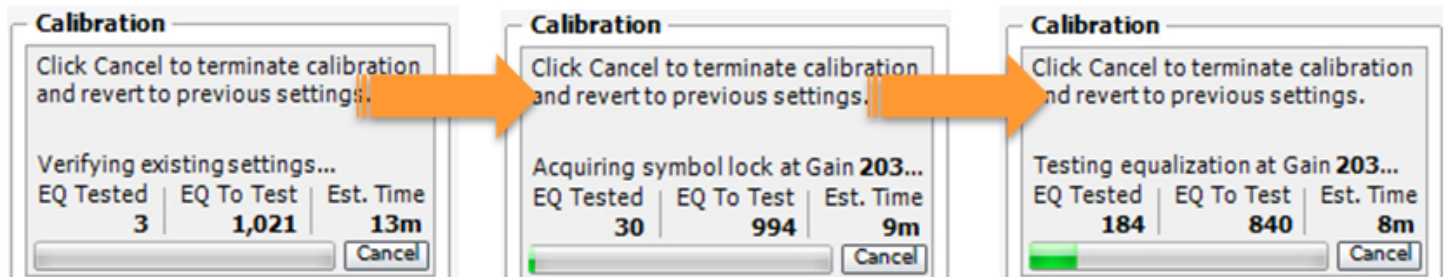 Calibration
Click Cancel to terminate calibration
and revert to previous settings.
Verifying existing settings...
EQ Tested EQ To Test Est. Time
3 1,021 13m
Cancel
Calibration
Click Cancel to terminate calibration
and revert to previous settings.
Acquiring symbol lock at Gain 203...
EQ Tested EQ To Test Est. Time
30 994 9m
Cancel
Calibration
Click Cancel to terminate calibration
and revert to previous settings.
Testing equalization at Gain 203...
EQ Tested EQ To Test Est. Time
184 840 8m
Cancel